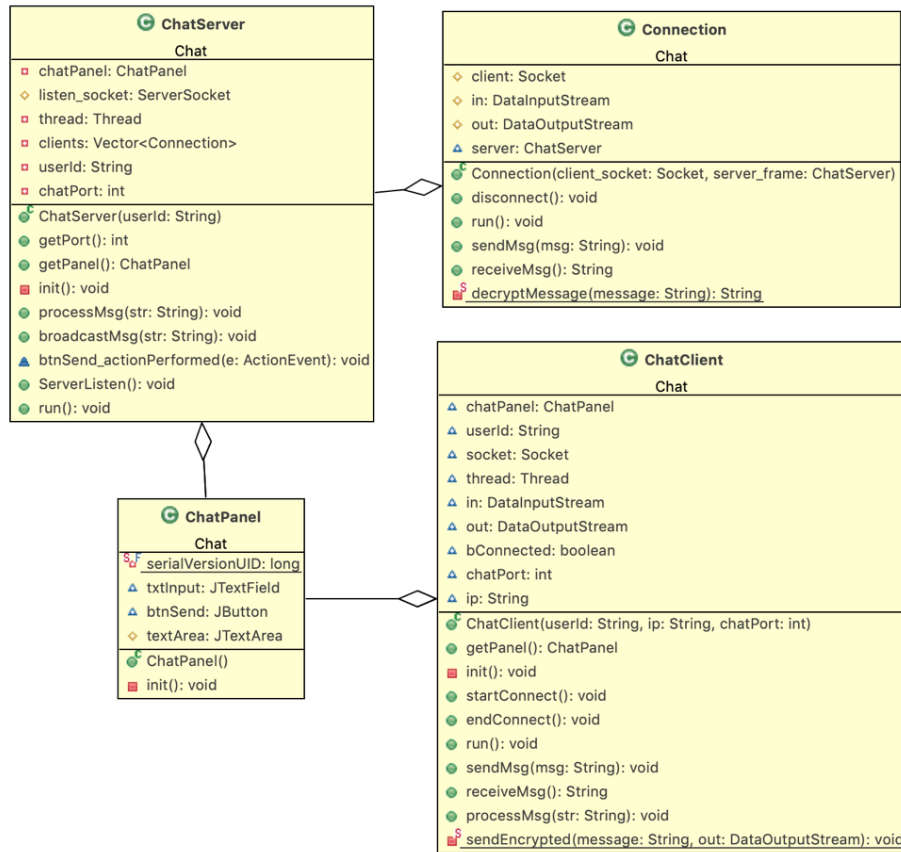 ChatServer
Chat
chatPanel: ChatPanel
listen_socket: ServerSocket
thread: Thread
clients: Vector<Connection>
userId: String
chatPort: int
ChatServer(userId: String)
getPort(): int
getPanel(): ChatPanel
init(): void
processMsg(str: String): void
broadcastMsg(str: String): void
btnSend_actionPerformed(e: ActionEvent): void
ServerListen(): void
run(): void
Connection
Chat
client: Socket
in: DataInputStream
out: DataOutputStream
server: ChatServer
Connection(client_socket: Socket, server_frame: ChatServer)
disconnect(): void
run(): void
sendMsg(msg: String): void
receiveMsg(): String
decryptMessage(message: String): String
ChatPanel
Chat
serialVersionUID: long
txtInput: JTextField
btnSend: JButton
textArea: JTextArea
ChatPanel()
init(): void
ChatClient
Chat
chatPanel: ChatPanel
userId: String
socket: Socket
thread: Thread
in: DataInputStream
out: DataOutputStream
bConnected: boolean
chatPort: int
ip: String
ChatClient(userId: String, ip: String, chatPort: int)
getPanel(): ChatPanel
init(): void
startConnect(): void
endConnect(): void
run(): void
sendMsg(msg: String): void
receiveMsg(): String
processMsg(str: String): void
sendEncrypted(message: String, out: DataOutputStream): void